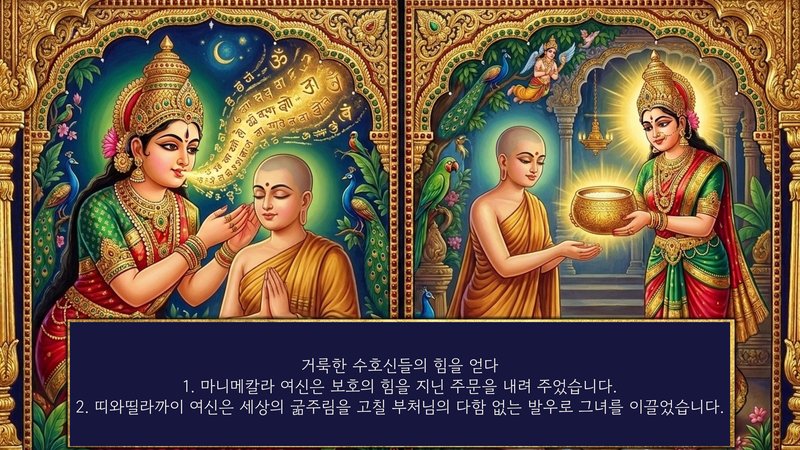 거룩한 수호신들의 힘을 얻다
1. 마니메칼라 여신은 보호의 힘을 지닌 주문을 내려 주었습니다.
2. 띠와띨라까이 여신은 세상의 굶주림을 고칠 부처님의 다함 없는 발우로 그녀를 이끌었습니다.